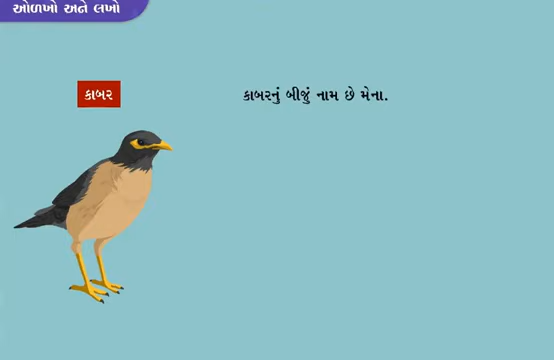 ઓળખો અને લખો
કાબર
કાબરનું બીજું નામ છે મેના.